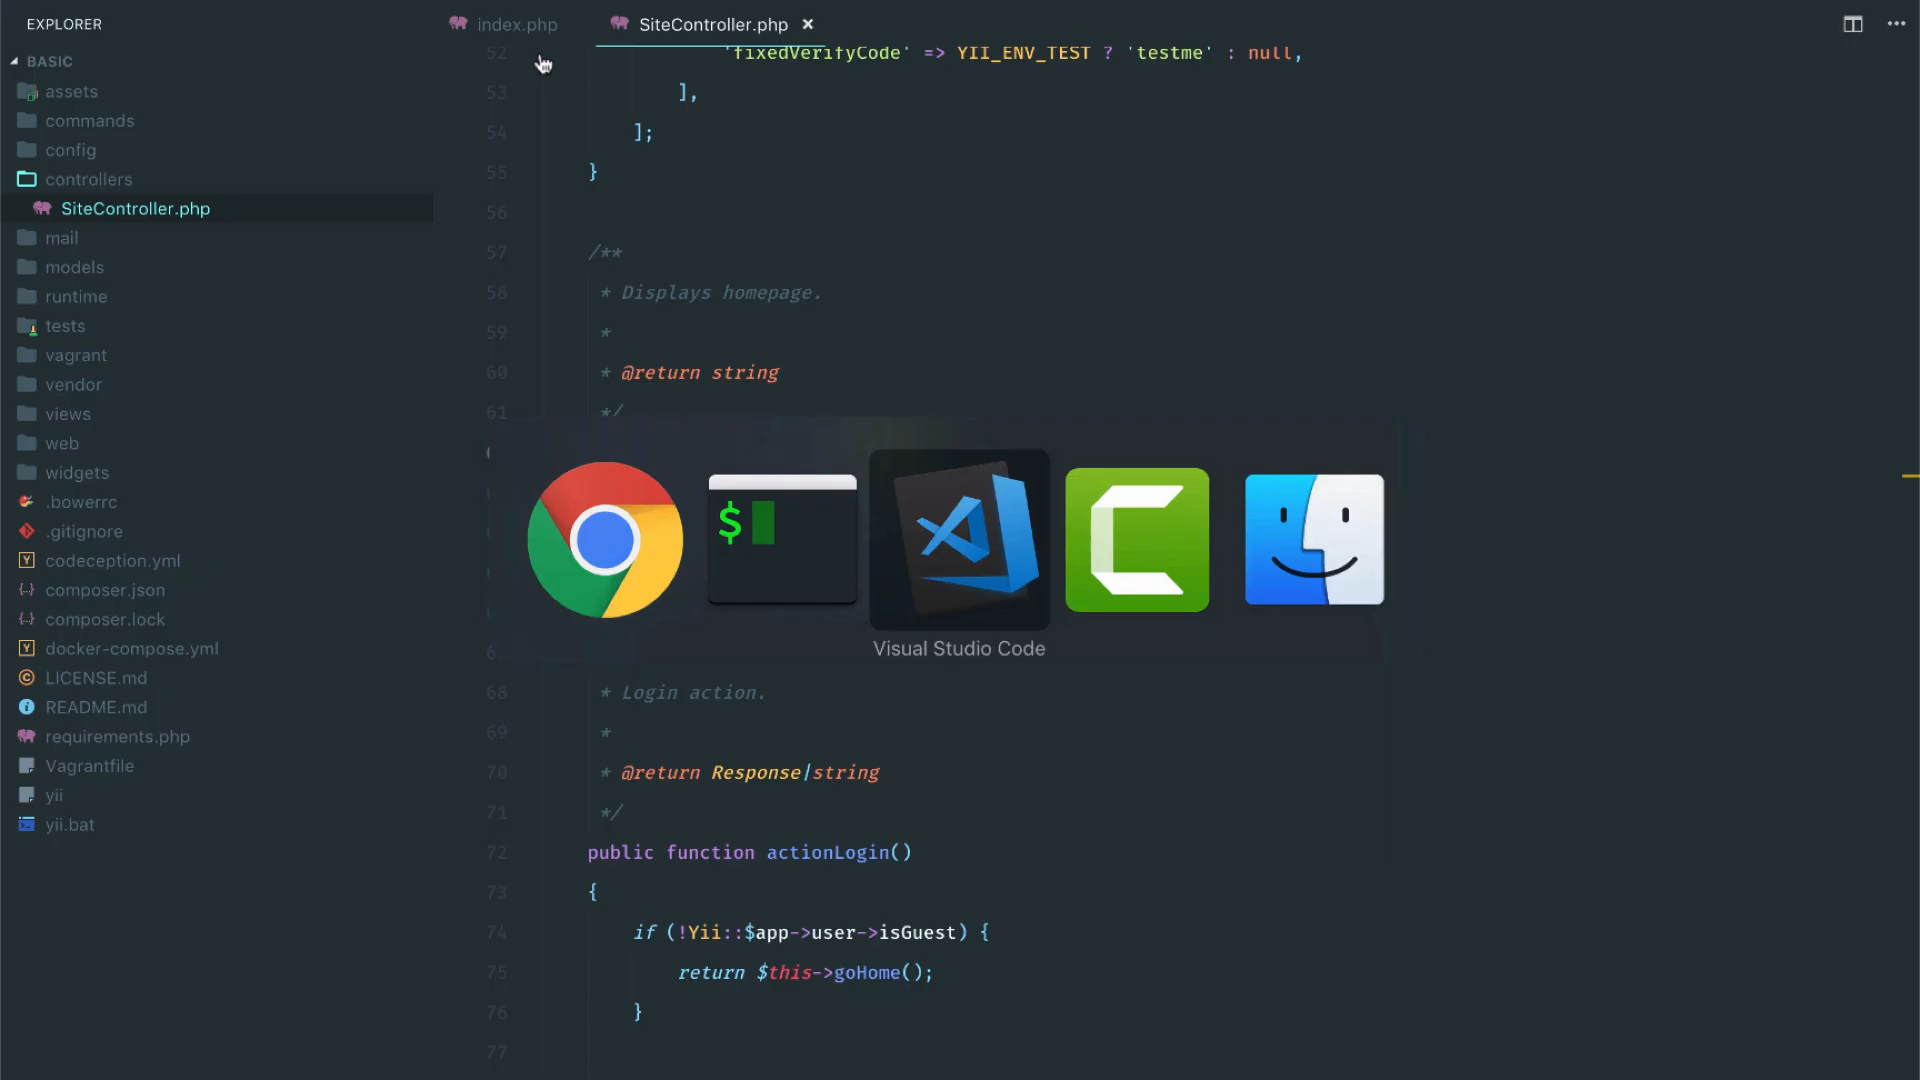 EXPLORER
BASIC
assets
commands
config
controllers
SiteController.php
mail
models
runtime
tests
vagrant
vendor
views
web
widgets
.bowerrc
.gitignore
codeception.yml
composer.json
composer.lock
docker-compose.yml
LICENSE.md
README.md
requirements.php
Vagrantfile
yii
yii.bat
index.php
SiteController.php
52 'fixedVerifyCode' => YII_ENV_TEST ? 'testme' : null,
53 ],
54 ];
55 }
56
57 /**
58 * Displays homepage.
59 *
60 * @return string
61 */
$
Visual Studio Code
68 * Login action.
69 *
70 * @return Response|string
71 */
72 public function actionLogin()
73 {
74 if (!Yii::$app->user->isGuest) {
75 return $this->goHome();
76 }
77